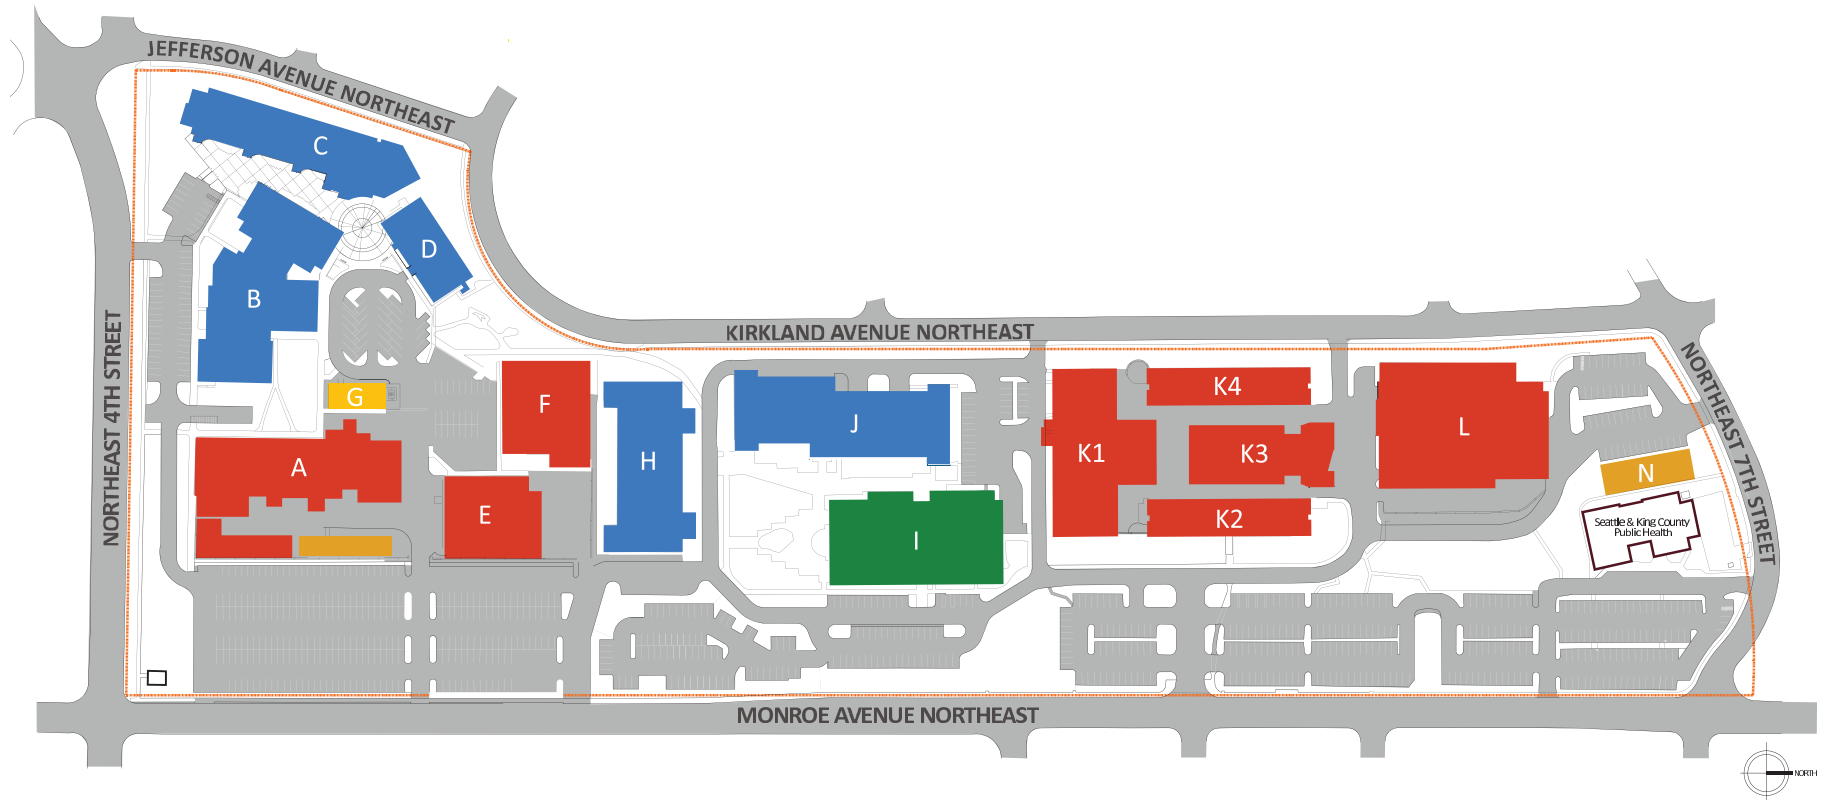 JEFFERSON AVENUE NORTHEAST
C
D
B
NORTHEAST 4TH STREET
KIRKLAND AVENUE NORTHEAST
NORTHEAST 7TH STREET
G
A
F
E
H
J
I
K1
K4
K3
K2
L
N
Seattle & King County
Public Health
MONROE AVENUE NORTHEAST
NORTH